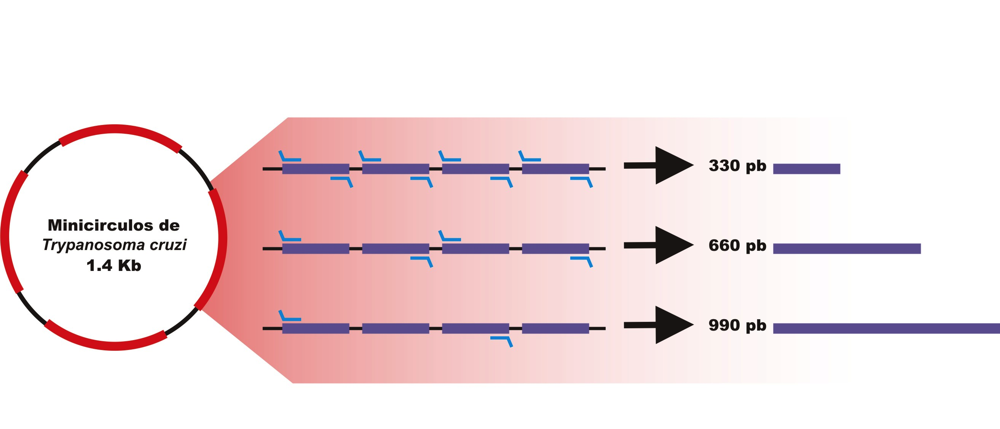 Minicirculos de
Trypanosoma cruzi
1.4 Kb
330 pb
660 pb
990 pb